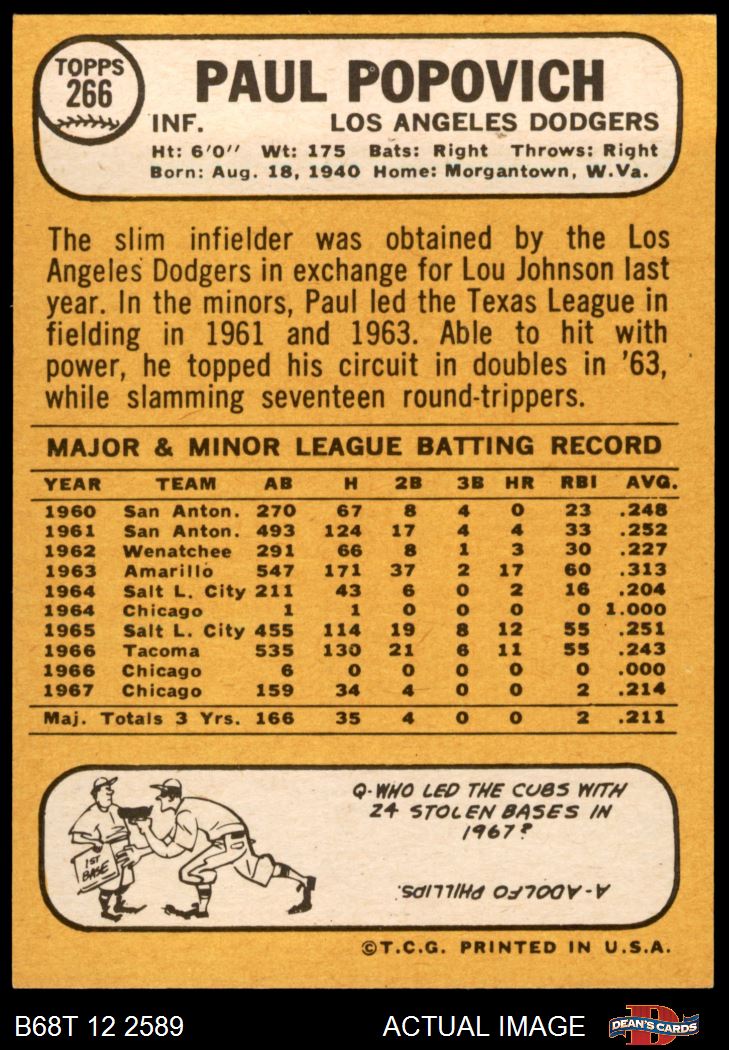 TOPPS
266
PAUL POPOVICH
INF. LOS ANGELES DODGERS
Ht: 6'0'' Wt: 175 Bats: Right Throws: Right
Born: Aug. 18, 1940 Home: Morgantown, W.Va.
The slim infielder was obtained by the Los
Angeles Dodgers in exchange for Lou Johnson last
year. In the minors, Paul led the Texas League in
fielding in 1961 and 1963. Able to hit with
power, he topped his circuit in doubles in '63,
while slamming seventeen round-trippers.
MAJOR & MINOR LEAGUE BATTING RECORD
YEAR TEAM AB H 2B 3B HR RBI AVG.
1960 San Anton. 270 67 8 4 0 23 .248
1961 San Anton. 493 124 17 4 4 33 .252
1962 Wenatchee 291 66 8 1 3 30 .227
1963 Amarillo 547 171 37 2 17 60 .313
1964 Salt L. City 211 43 6 0 2 16 .204
1964 Chicago 1 1 0 0 0 0 1.000
1965 Salt L. City 455 114 19 8 12 55 .251
1966 Tacoma 535 130 21 6 11 55 .243
1966 Chicago 6 0 0 0 0 0 .000
1967 Chicago 159 34 4 0 0 2 .214
Maj. Totals 3 Yrs. 166 35 4 0 0 2 .211
1ST
BASE
Q-WHO LED THE CUBS WITH
24 STOLEN BASES IN
1967?
A-ADOLFO PHILLIPS.
©T.C.G. PRINTED IN U.S.A.
B68T 12 2589 ACTUAL IMAGE D DEAN'S CARDS